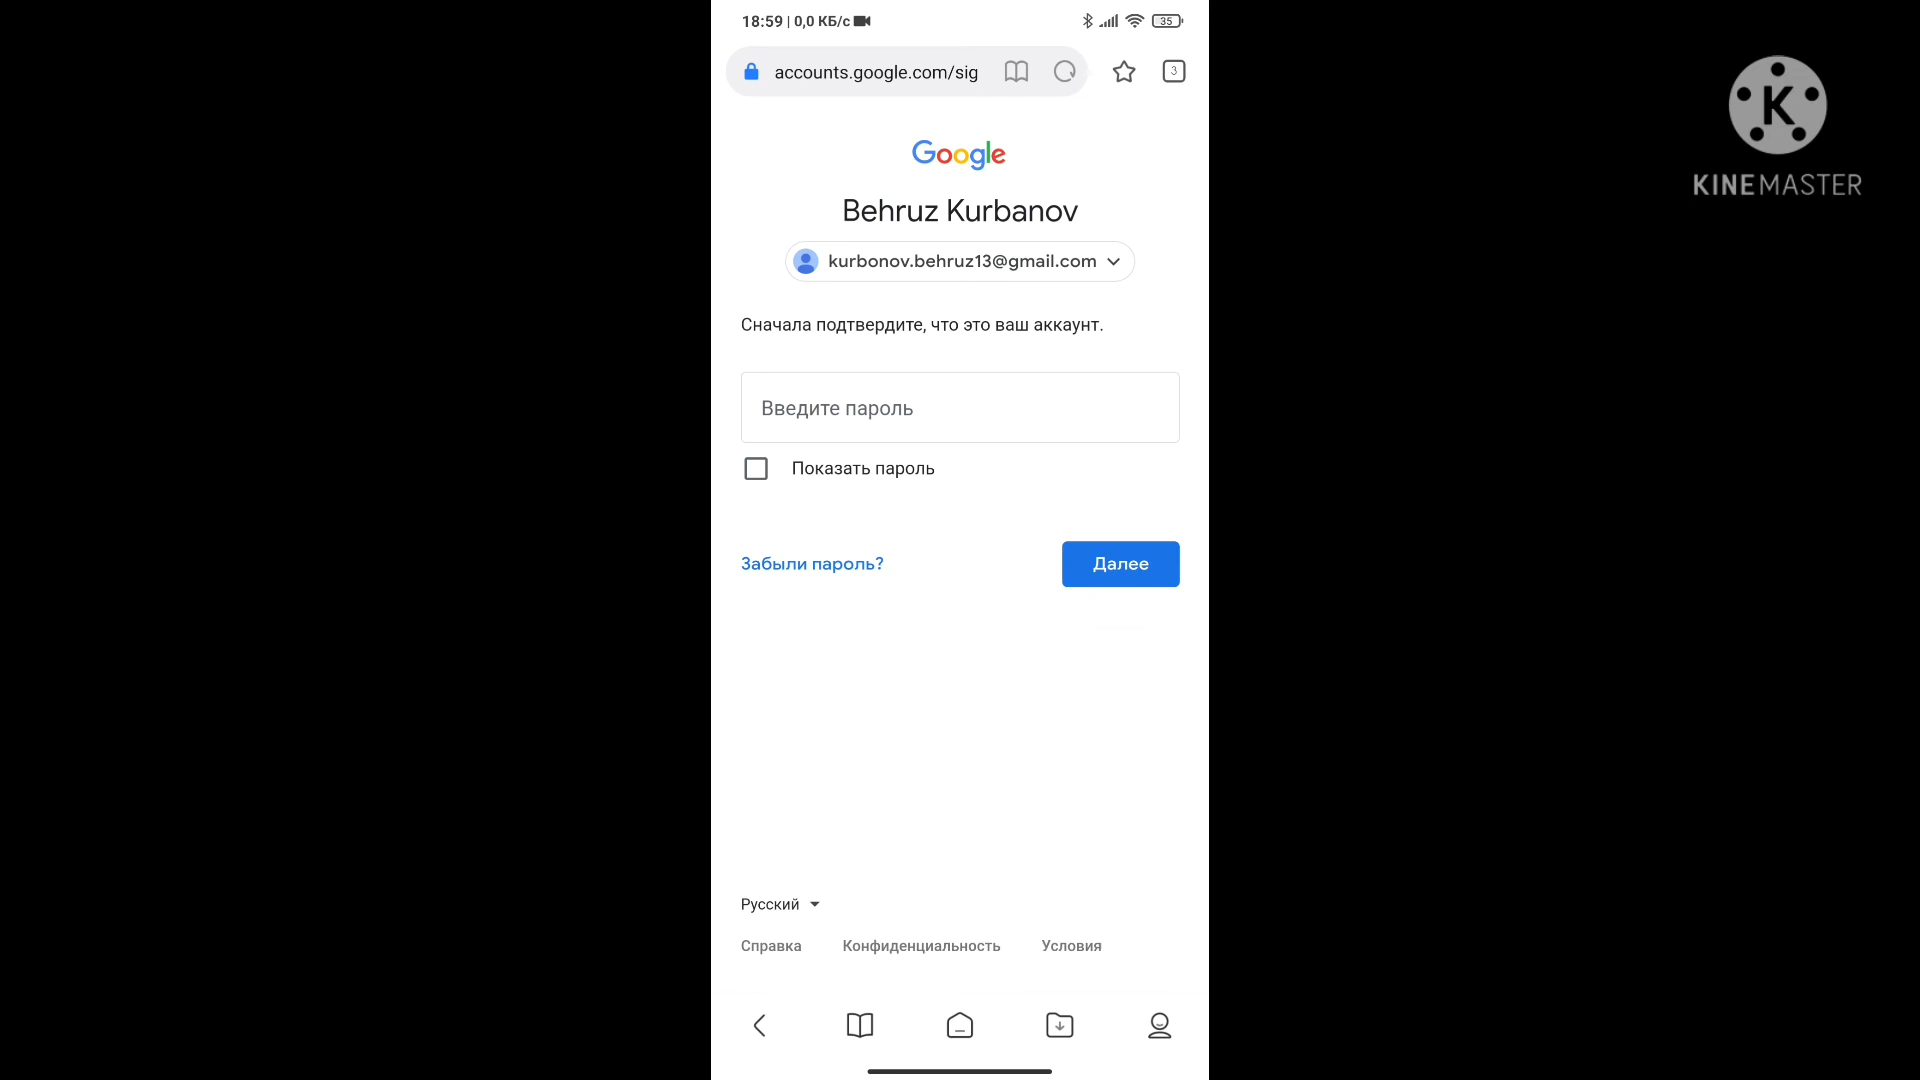 18:59 | 0,0 КБ/с
35
accounts.google.com/sig
3
Google
Behruz Kurbanov
kurbonov.behruz13@gmail.com
Сначала подтвердите, что это ваш аккаунт.
Введите пароль
Показать пароль
Забыли пароль?
Далее
Русский
Справка
Конфиденциальность
Условия
K
KINEMASTER